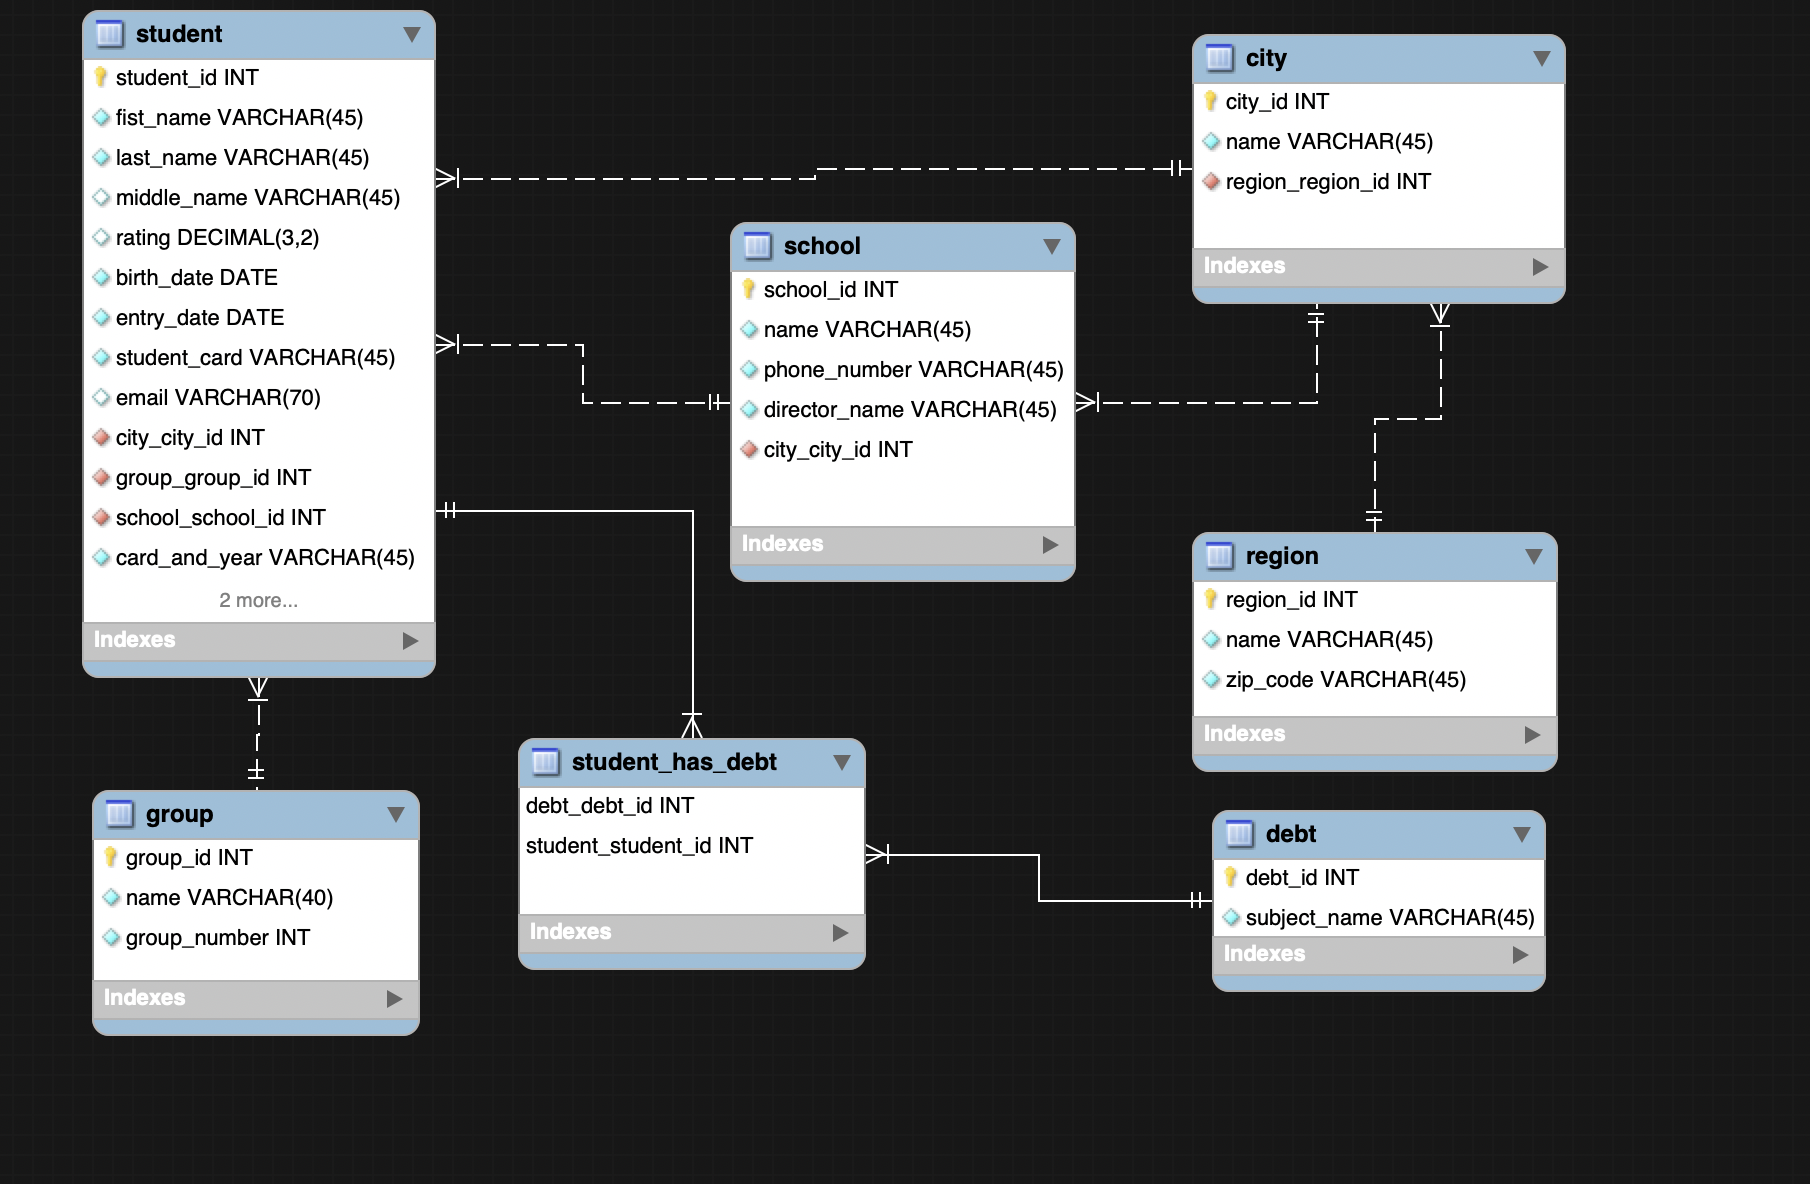 student
student_id INT
fist_name VARCHAR(45)
last_name VARCHAR(45)
middle_name VARCHAR(45)
rating DECIMAL(3,2)
birth_date DATE
entry_date DATE
student_card VARCHAR(45)
email VARCHAR(70)
city_city_id INT
group_group_id INT
school_school_id INT
card_and_year VARCHAR(45)
2 more...
Indexes
city
city_id INT
name VARCHAR(45)
region_region_id INT
Indexes
school
school_id INT
name VARCHAR(45)
phone_number VARCHAR(45)
director_name VARCHAR(45)
city_city_id INT
Indexes
region
region_id INT
name VARCHAR(45)
zip_code VARCHAR(45)
Indexes
group
group_id INT
name VARCHAR(40)
group_number INT
Indexes
student_has_debt
debt_debt_id INT
student_student_id INT
Indexes
debt
debt_id INT
subject_name VARCHAR(45)
Indexes